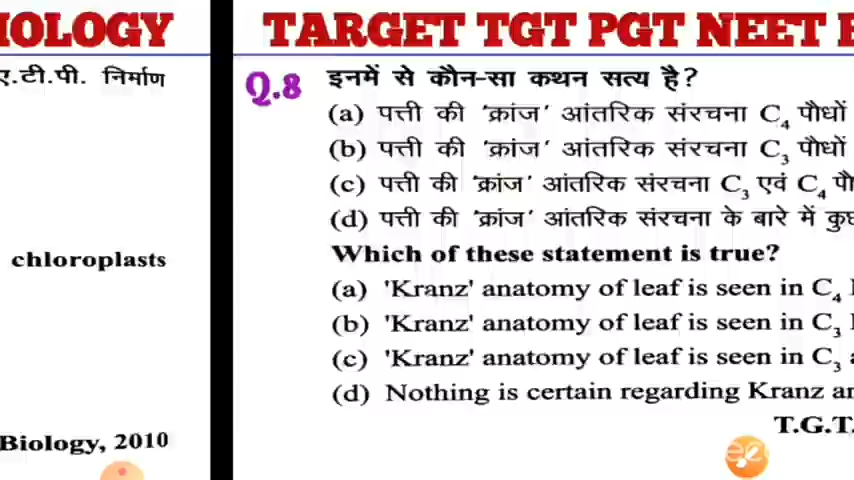 IOLOGY
ए.टी.पी. निर्माण
chloroplasts
Biology, 2010
TARGET TGT PGT NEET
Q.8 इनमें से कौन-सा कथन सत्य है?
(a) पत्ती की 'क्रांज' आंतरिक संरचना C₄ पौधों
(b) पत्ती की 'क्रांज' आंतरिक संरचना C₃ पौधों
(c) पत्ती की 'क्रांज' आंतरिक संरचना C₃ एवं C₄
(d) पत्ती की 'क्रांज' आंतरिक संरचना के बारे में
Which of these statement is true?
(a) 'Kranz' anatomy of leaf is seen in C₄
(b) 'Kranz' anatomy of leaf is seen in C₃
(c) 'Kranz' anatomy of leaf is seen in C₃
(d) Nothing is certain regarding Kranz
T.G.T.